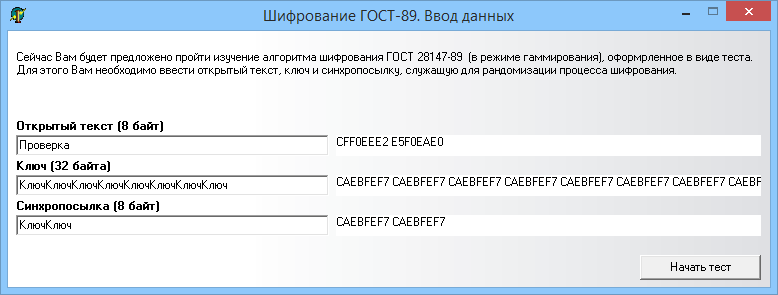 Шифрование ГОСТ-89. Ввод данных
Сейчас Вам будет предложено пройти изучение алгоритма шифрования ГОСТ 28147-89 (в режиме гаммирования), оформрленное в виде теста.
Для этого Вам необходимо ввести открытый текст, ключ и синхропосылку, служащую для рандомизации процесса шифрования.
Открытый текст (8 байт)
Проверка CFF0EEE2 E5F0EAE0
Ключ (32 байта)
КлючКлючКлючКлючКлючКлючКлючКлюч CAEBFEF7 CAEBFEF7 CAEBFEF7 CAEBFEF7 CAEBFEF7 CAEBFEF7 CAEBFEF7 CAEBF
Синхропосылка (8 байт)
КлючКлюч CAEBFEF7 CAEBFEF7
Начать тест